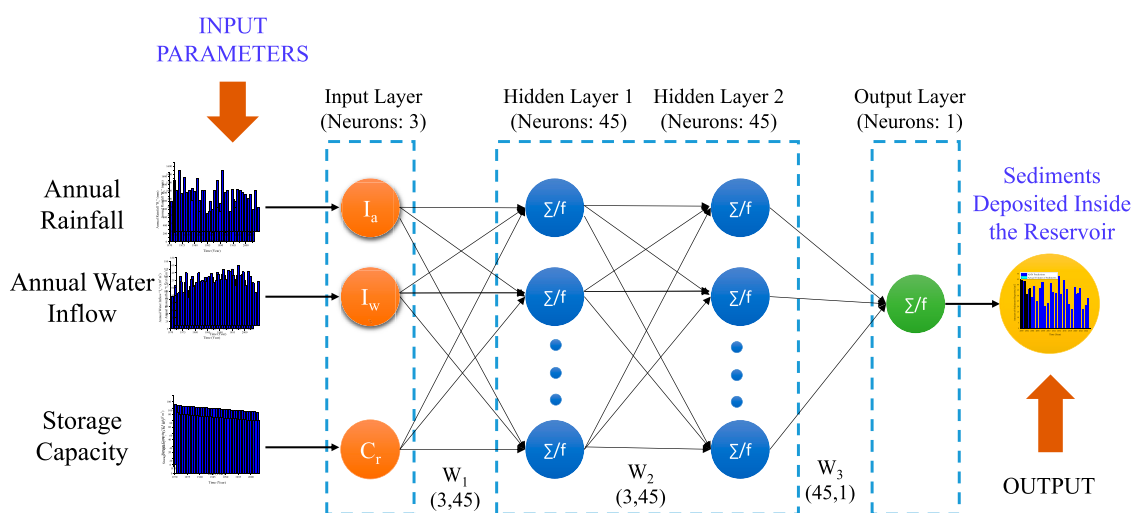 INPUT
PARAMETERS
Input Layer
(Neurons: 3)
Hidden Layer 1
(Neurons: 45)
Hidden Layer 2
(Neurons: 45)
Output Layer
(Neurons: 1)
Annual
Rainfall
Iₐ
∑/f
∑/f
Sediments
Deposited Inside
the Reservoir
Annual Water
Inflow
I_w
∑/f
∑/f
∑/f
Storage
Capacity
Cᵣ
∑/f
∑/f
W₁
(3,45)
W₂
(3,45)
W₃
(45,1)
OUTPUT